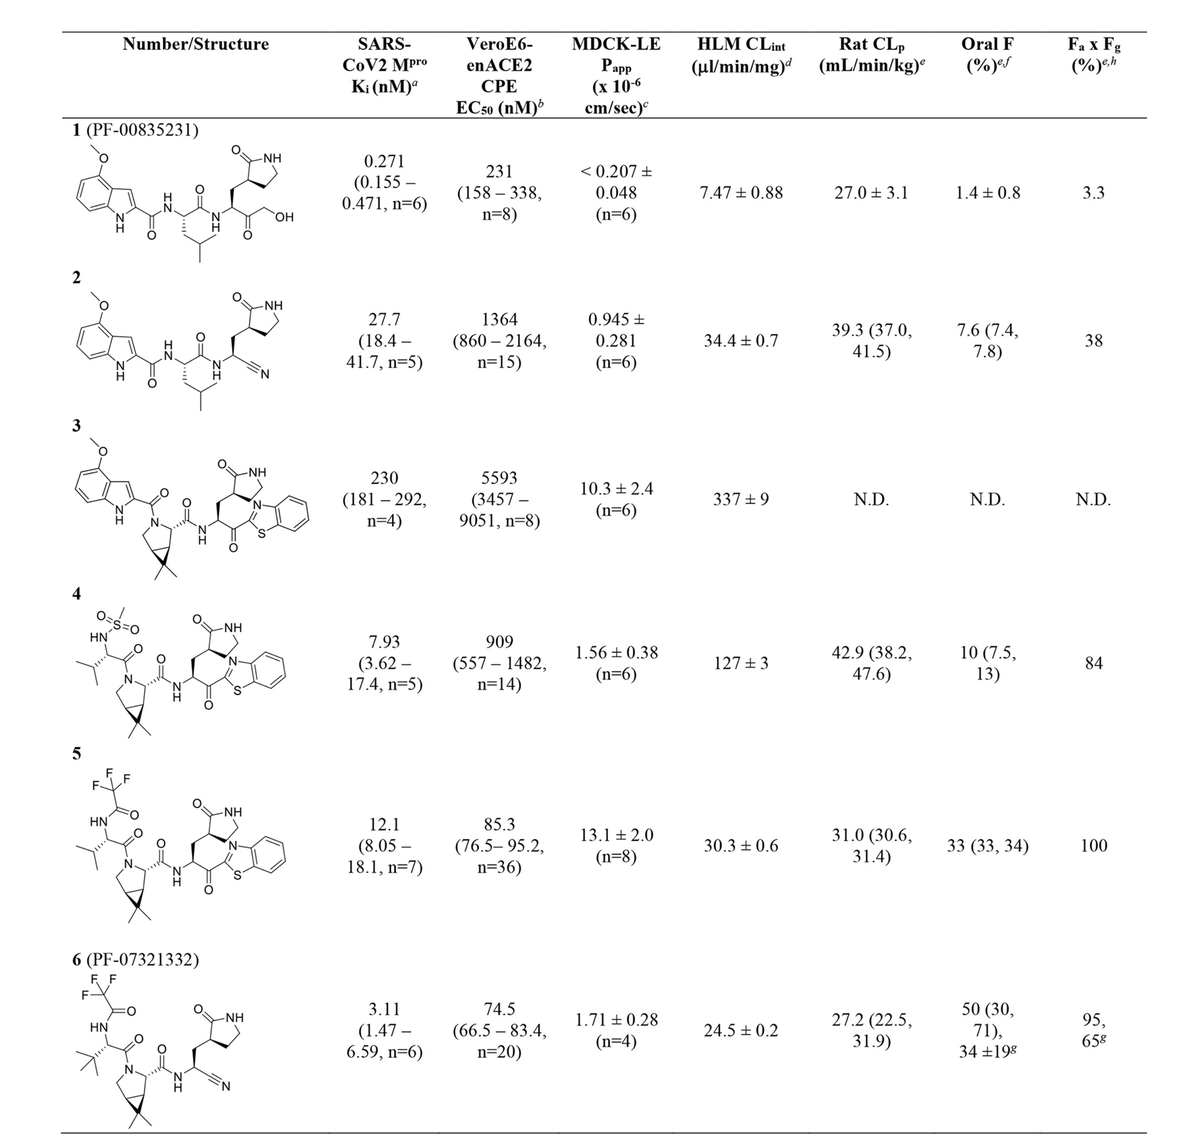 Number/Structure
SARS-
CoV2 Mᵖʳᵒ
Kᵢ (nM)ᵃ
VeroE6-
enACE2
CPE
EC₅₀ (nM)ᵇ
MDCK-LE
Pₐₚₚ
(x 10⁻⁶
cm/sec)ᶜ
HLM CLᵢₙₜ
(µl/min/mg)ᵈ
Rat CLₚ
(mL/min/kg)ᵉ
Oral F
(%)ᵉ,ᶠ
Fₐ x F_g
(%)ᵉ,ʰ
1 (PF-00835231)
O
O
NH
N
H
O
H
N
O
N
H
O
OH
0.271
(0.155 –
0.471, n=6)
231
(158 – 338,
n=8)
< 0.207 ±
0.048
(n=6)
7.47 ± 0.88
27.0 ± 3.1
1.4 ± 0.8
3.3
2
O
O
NH
N
H
O
H
N
O
N
H
N
27.7
(18.4 –
41.7, n=5)
1364
(860 – 2164,
n=15)
0.945 ±
0.281
(n=6)
34.4 ± 0.7
39.3 (37.0,
41.5)
7.6 (7.4,
7.8)
38
3
O
O
NH
N
H
O
N
O
N
H
O
N
S
230
(181 – 292,
n=4)
5593
(3457 –
9051, n=8)
10.3 ± 2.4
(n=6)
337 ± 9
N.D.
N.D.
N.D.
4
O
S
O
HN
O
N
O
N
H
O
NH
O
N
S
7.93
(3.62 –
17.4, n=5)
909
(557 – 1482,
n=14)
1.56 ± 0.38
(n=6)
127 ± 3
42.9 (38.2,
47.6)
10 (7.5,
13)
84
5
F
F
F
O
HN
O
N
O
N
H
O
NH
O
N
S
12.1
(8.05 –
18.1, n=7)
85.3
(76.5– 95.2,
n=36)
13.1 ± 2.0
(n=8)
30.3 ± 0.6
31.0 (30.6,
31.4)
33 (33, 34)
100
6 (PF-07321332)
F
F
F
O
HN
O
N
O
N
H
O
NH
N
3.11
(1.47 –
6.59, n=6)
74.5
(66.5 – 83.4,
n=20)
1.71 ± 0.28
(n=4)
24.5 ± 0.2
27.2 (22.5,
31.9)
50 (30,
71),
34 ±19ᵍ
95,
65ᵍ